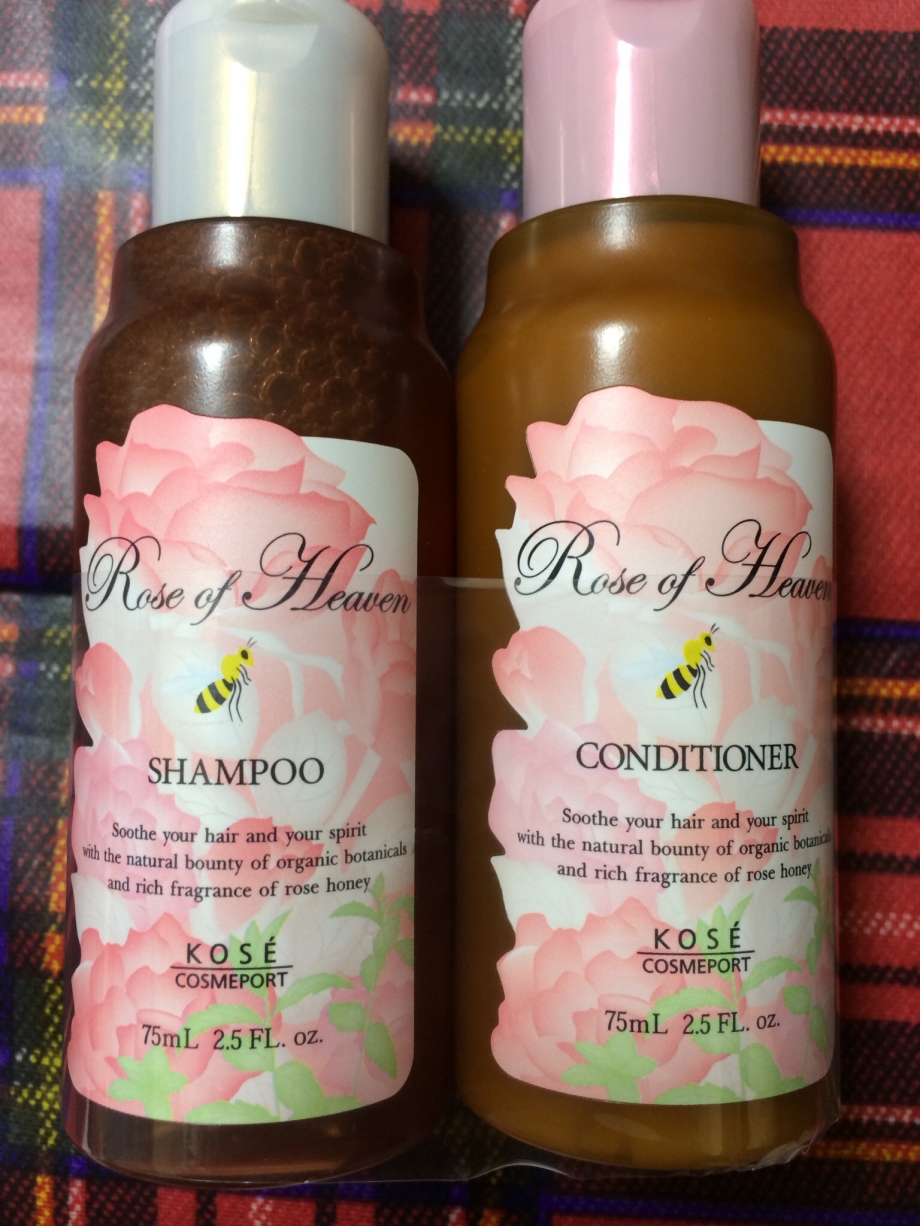 Rose of Heaven
SHAMPOO
Soothe your hair and your spirit
with the natural bounty of organic botanicals
and rich fragrance of rose honey
KOSÉ
COSMEPORT
75mL 2.5 FL. oz.
Rose of Heaven
CONDITIONER
Soothe your hair and your spirit
with the natural bounty of organic botanicals
and rich fragrance of rose honey
KOSÉ
COSMEPORT
75mL 2.5 FL. oz.